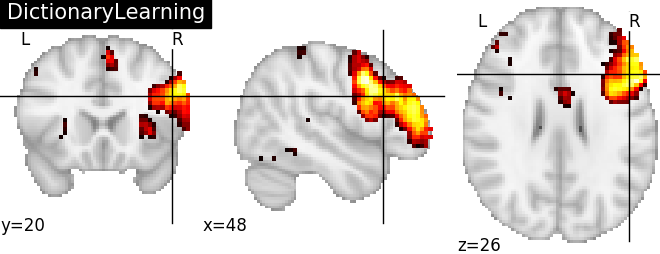 DictionaryLearning
L R
L R
y=20
x=48
z=26